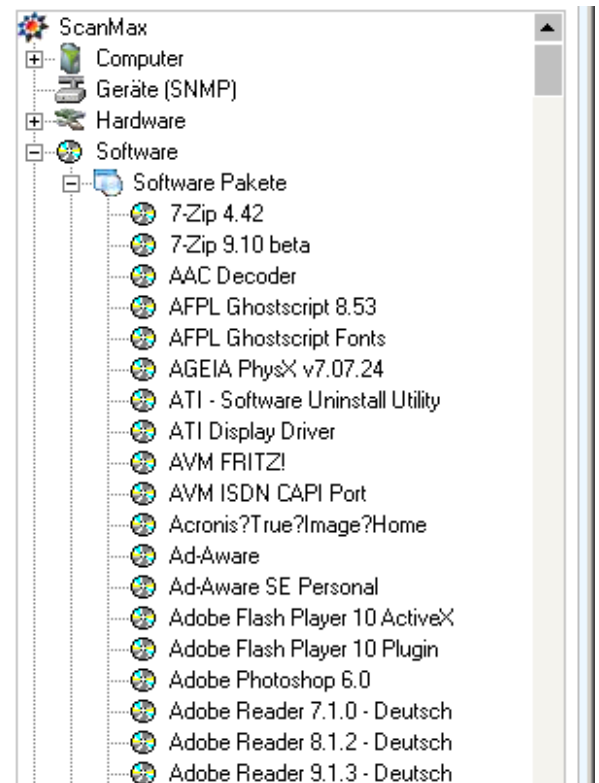 ScanMax
Computer
Geräte (SNMP)
Hardware
Software
Software Pakete
7-Zip 4.42
7-Zip 9.10 beta
AAC Decoder
AFPL Ghostscript 8.53
AFPL Ghostscript Fonts
AGEIA PhysX v7.07.24
ATI - Software Uninstall Utility
ATI Display Driver
AVM FRITZ!
AVM ISDN CAPI Port
Acronis?True?Image?Home
Ad-Aware
Ad-Aware SE Personal
Adobe Flash Player 10 ActiveX
Adobe Flash Player 10 Plugin
Adobe Photoshop 6.0
Adobe Reader 7.1.0 - Deutsch
Adobe Reader 8.1.2 - Deutsch
Adobe Reader 9.1.3 - Deutsch